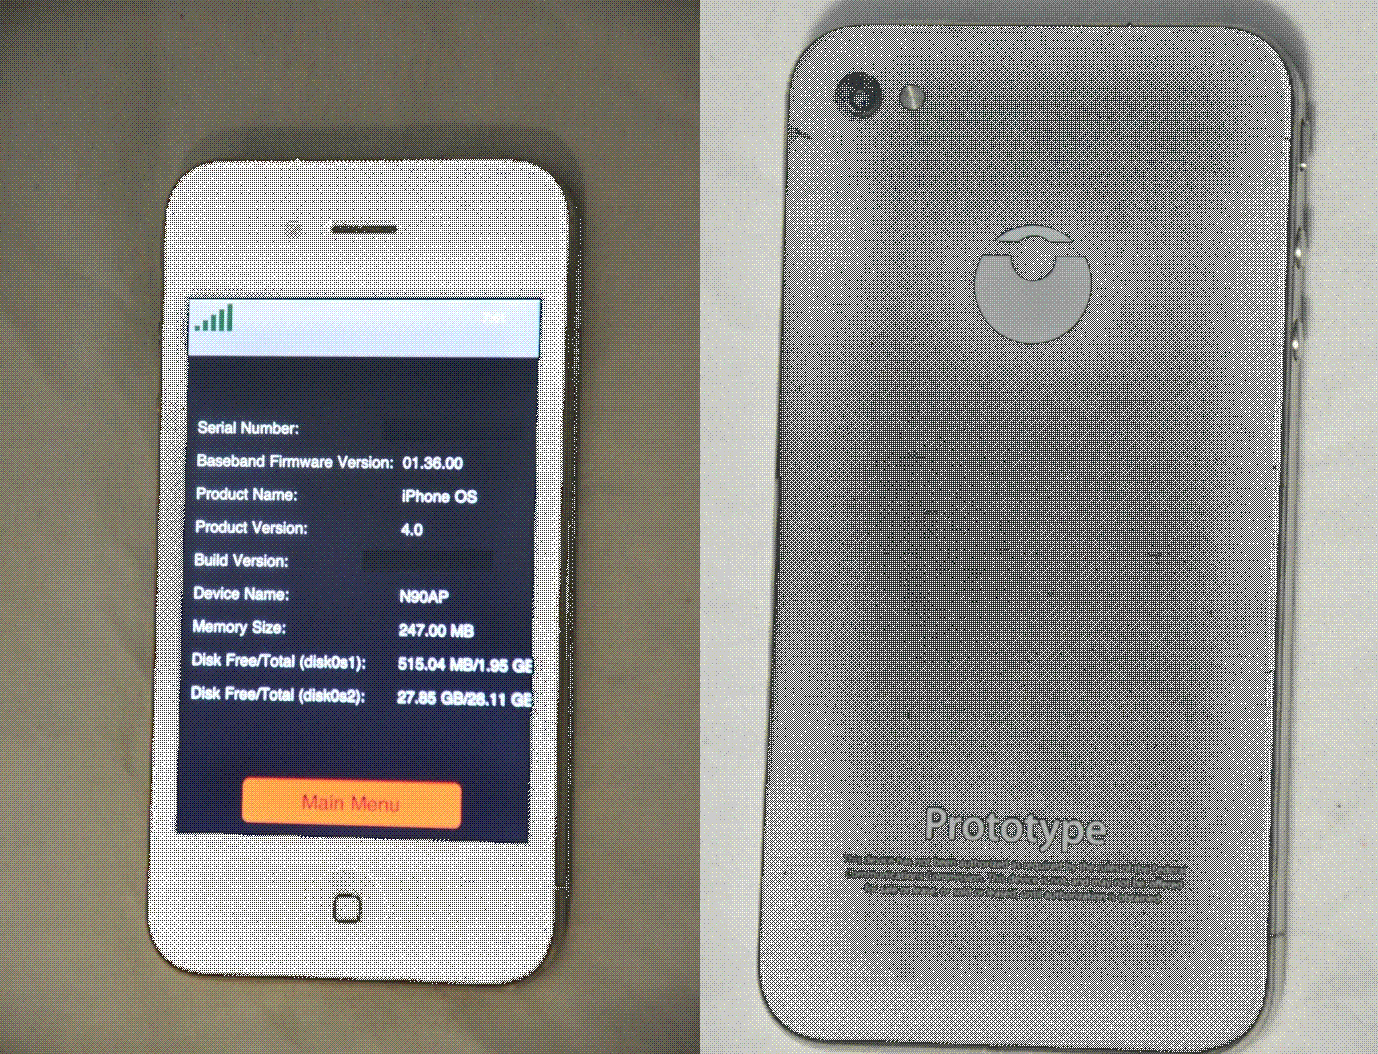 Serial Number:
Baseband Firmware Version: 01.36.00
Product Name: iPhone OS
Product Version: 4.0
Build Version:
Device Name: N90AP
Memory Size: 247.00 MB
Disk Free/Total (disk0s1): 515.04 MB/1.95 GB
Disk Free/Total (disk0s2): 27.85 GB/28.11 GB
Main Menu
Prototype